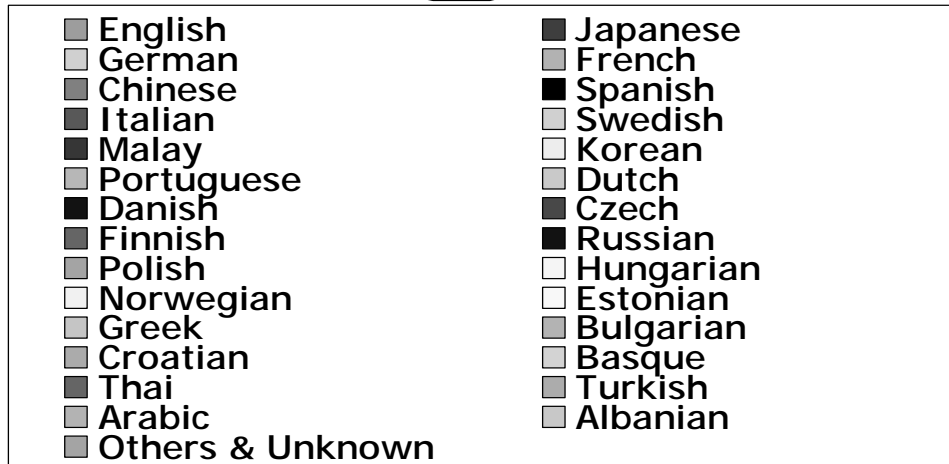 English
German
Chinese
Italian
Malay
Portuguese
Danish
Finnish
Polish
Norwegian
Greek
Croatian
Thai
Arabic
Others & Unknown
Japanese
French
Spanish
Swedish
Korean
Dutch
Czech
Russian
Hungarian
Estonian
Bulgarian
Basque
Turkish
Albanian